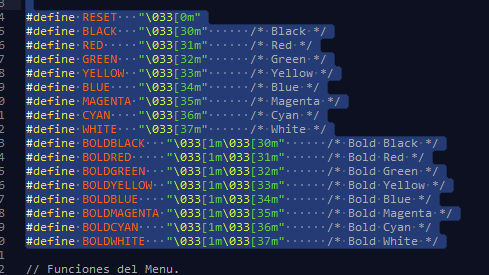 3
4 #define RESET   "\033[0m"
5 #define BLACK   "\033[30m"      /* Black */
6 #define RED     "\033[31m"      /* Red */
7 #define GREEN   "\033[32m"      /* Green */
8 #define YELLOW  "\033[33m"      /* Yellow */
9 #define BLUE    "\033[34m"      /* Blue */
0 #define MAGENTA "\033[35m"      /* Magenta */
1 #define CYAN    "\033[36m"      /* Cyan */
2 #define WHITE   "\033[37m"      /* White */
3 #define BOLDBLACK   "\033[1m\033[30m"      /* Bold Black */
4 #define BOLDRED     "\033[1m\033[31m"      /* Bold Red */
5 #define BOLDGREEN   "\033[1m\033[32m"      /* Bold Green */
6 #define BOLDYELLOW  "\033[1m\033[33m"      /* Bold Yellow */
7 #define BOLDBLUE    "\033[1m\033[34m"      /* Bold Blue */
8 #define BOLDMAGENTA "\033[1m\033[35m"      /* Bold Magenta */
9 #define BOLDCYAN    "\033[1m\033[36m"      /* Bold Cyan */
0 #define BOLDWHITE   "\033[1m\033[37m"      /* Bold White */
1
2 // Funciones del Menu.